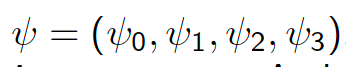 ψ = (ψ₀, ψ₁, ψ₂, ψ₃)